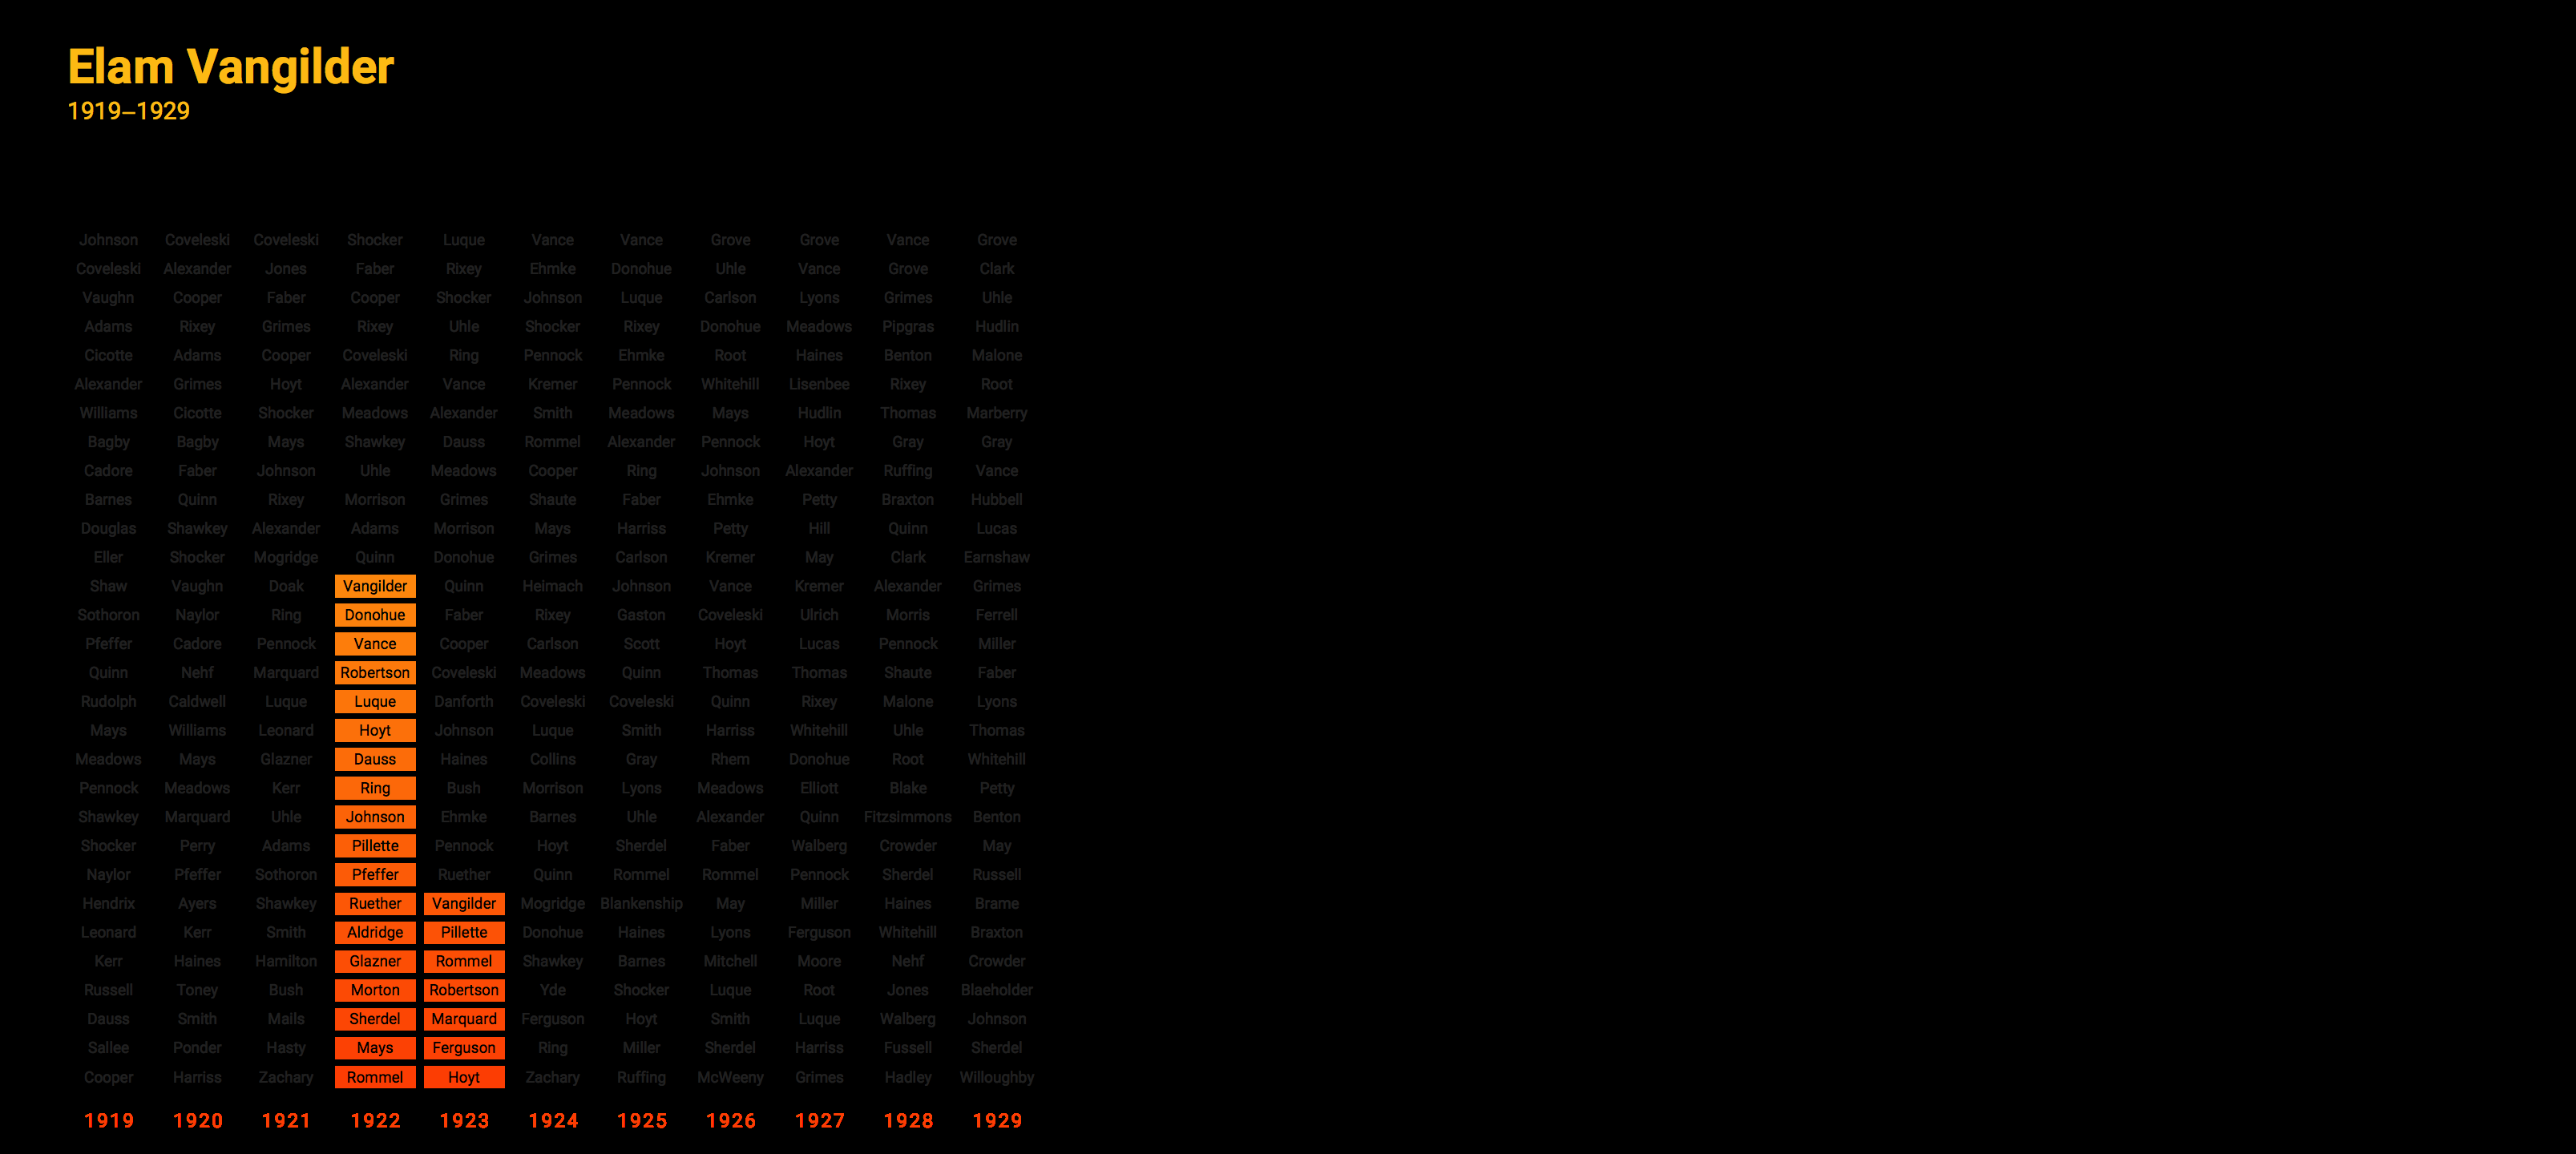 Elam Vangilder
1919–1929
Johnson Coveleski Coveleski Shocker Luque Vance Vance Grove Grove Vance Grove
Coveleski Alexander Jones Faber Rixey Ehmke Donohue Uhle Vance Grove Clark
Vaughn Cooper Faber Cooper Shocker Johnson Luque Carlson Lyons Grimes Uhle
Adams Rixey Grimes Rixey Uhle Shocker Rixey Donohue Meadows Pipgras Hudlin
Cicotte Adams Cooper Coveleski Ring Pennock Ehmke Root Haines Benton Malone
Alexander Grimes Hoyt Alexander Vance Kremer Pennock Whitehill Lisenbee Rixey Root
Williams Cicotte Shocker Meadows Alexander Smith Meadows Mays Hudlin Thomas Marberry
Bagby Bagby Mays Shawkey Dauss Rommel Alexander Pennock Hoyt Gray Gray
Cadore Faber Johnson Uhle Meadows Cooper Ring Johnson Alexander Ruffing Vance
Barnes Quinn Rixey Morrison Grimes Shaute Faber Ehmke Petty Braxton Hubbell
Douglas Shawkey Alexander Adams Morrison Mays Harriss Petty Hill Quinn Lucas
Eller Shocker Mogridge Quinn Donohue Grimes Carlson Kremer May Clark Earnshaw
Shaw Vaughn Doak Vangilder Quinn Heimach Johnson Vance Kremer Alexander Grimes
Sothoron Naylor Ring Donohue Faber Rixey Gaston Coveleski Ulrich Morris Ferrell
Pfeffer Cadore Pennock Vance Cooper Carlson Scott Hoyt Lucas Pennock Miller
Quinn Nehf Marquard Robertson Coveleski Meadows Quinn Thomas Thomas Shaute Faber
Rudolph Caldwell Luque Luque Danforth Coveleski Coveleski Quinn Rixey Malone Lyons
Mays Williams Leonard Hoyt Johnson Luque Smith Harriss Whitehill Uhle Thomas
Meadows Mays Glazner Dauss Haines Collins Gray Rhem Donohue Root Whitehill
Pennock Meadows Kerr Ring Bush Morrison Lyons Meadows Elliott Blake Petty
Shawkey Marquard Uhle Johnson Ehmke Barnes Uhle Alexander Quinn Fitzsimmons Benton
Shocker Perry Adams Pillette Pennock Hoyt Sherdel Faber Walberg Crowder May
Naylor Pfeffer Sothoron Pfeffer Ruether Quinn Rommel Rommel Pennock Sherdel Russell
Hendrix Ayers Shawkey Ruether Vangilder Mogridge Blankenship May Miller Haines Brame
Leonard Kerr Smith Aldridge Pillette Donohue Haines Lyons Ferguson Whitehill Braxton
Kerr Haines Hamilton Glazner Rommel Shawkey Barnes Mitchell Moore Nehf Crowder
Russell Toney Bush Morton Robertson Yde Shocker Luque Root Jones Blaeholder
Dauss Smith Mails Sherdel Marquard Ferguson Hoyt Smith Luque Walberg Johnson
Sallee Ponder Hasty Mays Ferguson Ring Miller Sherdel Harriss Fussell Sherdel
Cooper Harriss Zachary Rommel Hoyt Zachary Ruffing McWeeny Grimes Hadley Willoughby
1919 1920 1921 1922 1923 1924 1925 1926 1927 1928 1929